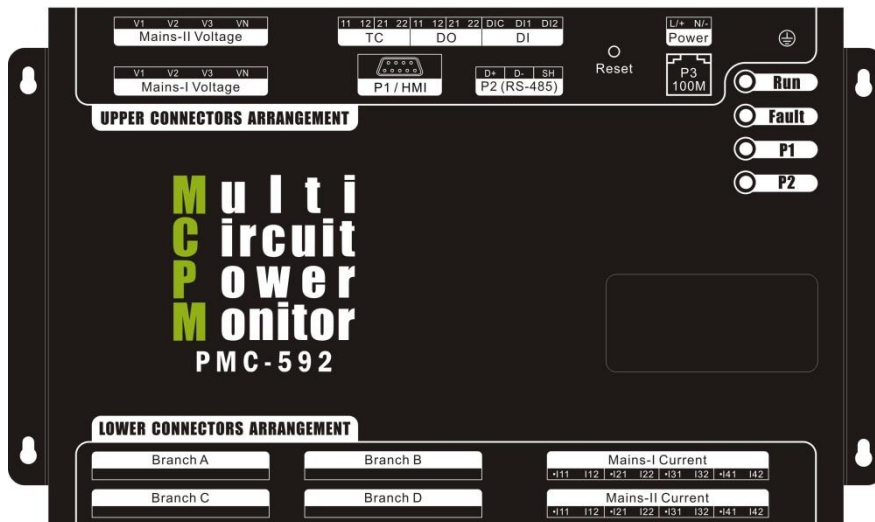 V1 V2 V3 VN
Mains-II Voltage
11 12 21 22 11 12 21 22 DIC DI1 DI2
TC DO DI
L/+ N/-
Power
Reset
V1 V2 V3 VN
Mains-I Voltage
P1 / HMI
D+ D- SH
P2 (RS-485)
P3
100M
Run
Fault
P1
P2
UPPER CONNECTORS ARRANGEMENT
Multi
Circuit
Power
Monitor
PMC-592
LOWER CONNECTORS ARRANGEMENT
Branch A
Branch B
Mains-I Current
•I11 I12 •I21 I22 •I31 I32 •I41 I42
Branch C
Branch D
Mains-II Current
•I11 I12 •I21 I22 •I31 I32 •I41 I42